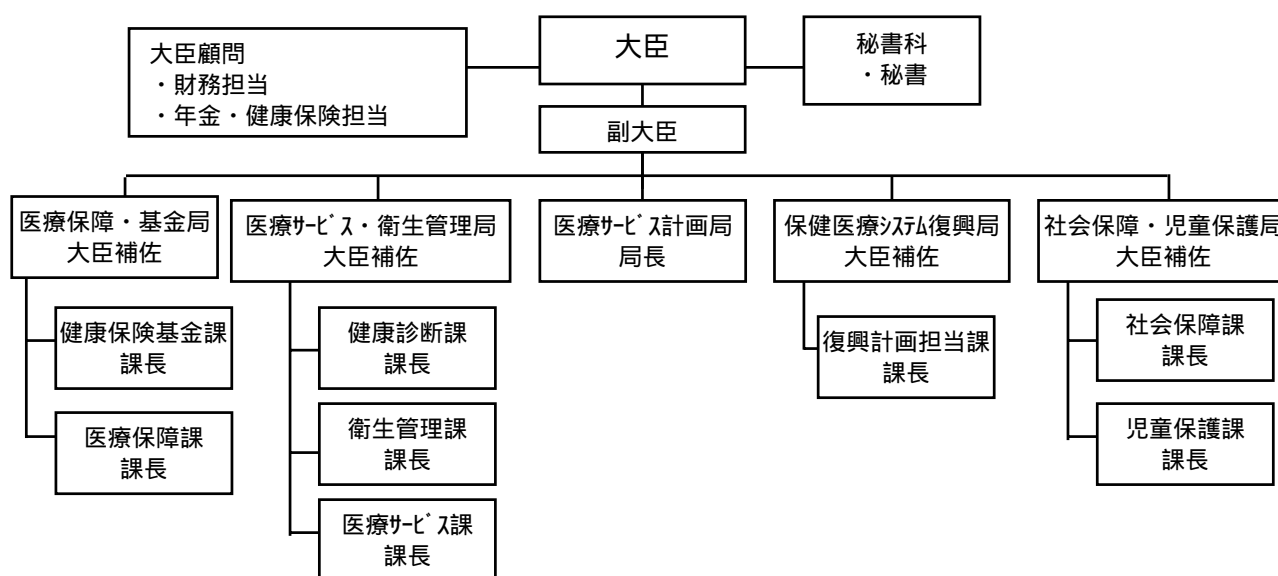 大臣顧問
・財務担当
・年金・健康保険担当
大臣
秘書科
・秘書
副大臣
医療保障・基金局
大臣補佐
医療ｻｰﾋﾞｽ・衛生管理局
大臣補佐
医療ｻｰﾋﾞｽ計画局
局長
保健医療ｼｽﾃﾑ復興局
大臣補佐
社会保障・児童保護局
大臣補佐
健康保険基金課
課長
医療保障課
課長
健康診断課
課長
衛生管理課
課長
医療ｻｰﾋﾞｽ課
課長
復興計画担当課
課長
社会保障課
課長
児童保護課
課長